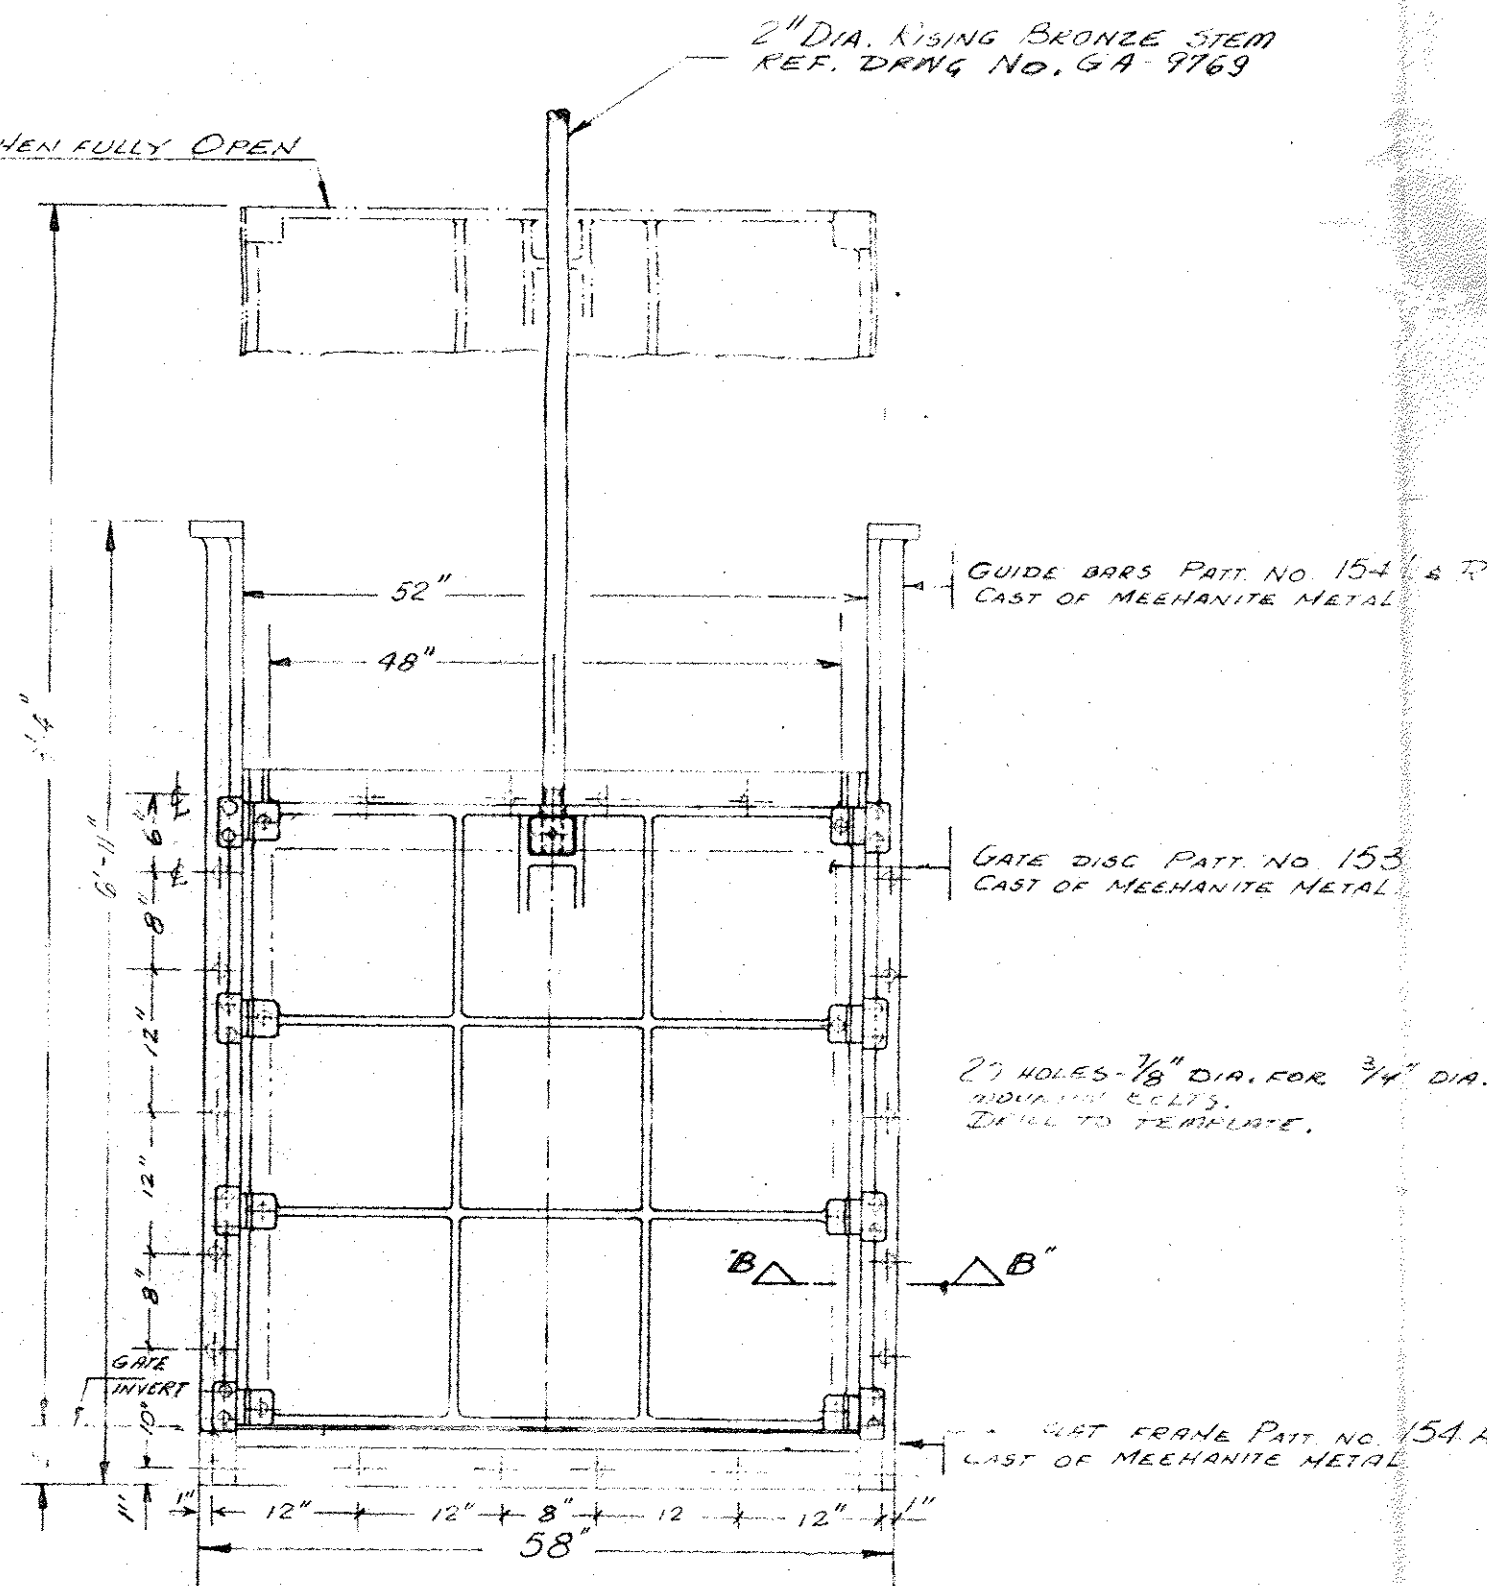 2" DIA. RISING BRONZE STEM
REF. DRWG NO. GA-9769
FULLY OPEN
52"
48"
GUIDE BARS PATT. NO 154
CAST OF MEEHANITE METAL
6'-11"
6"
8"
12"
12"
8"
10"
1"
GATE DISC PATT. NO 153
CAST OF MEEHANITE METAL
HOLES-7/8" DIA. FOR 3/4" DIA.
DRILL TO TEMPLATE.
"B
B"
GATE
INVERT
FRAME PATT. NO. 154 A
CAST OF MEEHANITE METAL
1" 12" 12" 8" 12 12" 1"
58"